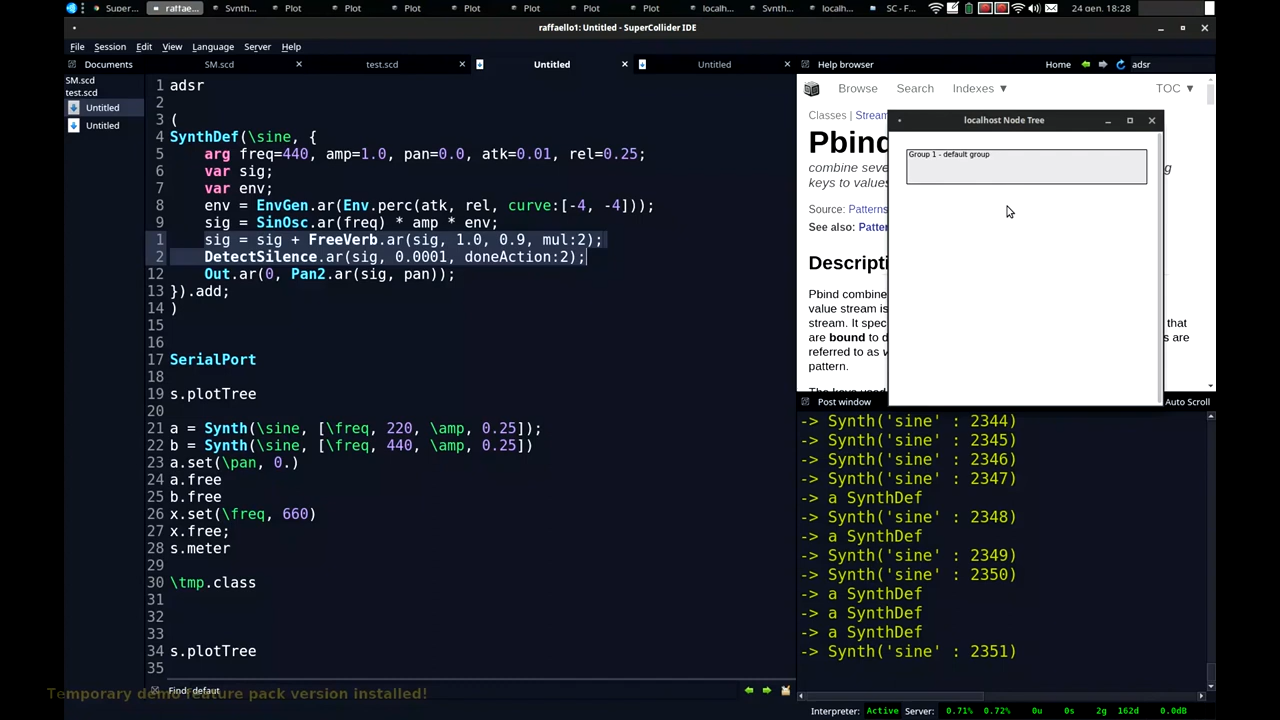 Super...
raffae...
Synth...
Plot
Plot
Plot
Plot
Plot
Plot
Plot
localh...
Synth...
localh...
SC - F...
24 gen. 18:28
raffaello1: Untitled - SuperCollider IDE
File Session Edit View Language Server Help
Documents
SM.scd
test.scd
Untitled
Untitled
Help browser
Home
adsr
SM.scd
test.scd
Untitled
Untitled
1 adsr
2
3 (
4 SynthDef(\sine, {
5 arg freq=440, amp=1.0, pan=0.0, atk=0.01, rel=0.25;
6 var sig;
7 var env;
8 env = EnvGen.ar(Env.perc(atk, rel, curve:[-4, -4]));
9 sig = SinOsc.ar(freq) * amp * env;
1 sig = sig + FreeVerb.ar(sig, 1.0, 0.9, mul:2);
2 DetectSilence.ar(sig, 0.0001, doneAction:2);
12 Out.ar(0, Pan2.ar(sig, pan));
13 }).add;
14 )
15
16
17 SerialPort
18
19 s.plotTree
20
21 a = Synth(\sine, [\freq, 220, \amp, 0.25]);
22 b = Synth(\sine, [\freq, 440, \amp, 0.25])
23 a.set(\pan, 0.)
24 a.free
25 b.free
26 x.set(\freq, 660)
27 x.free;
28 s.meter
29
30 \tmp.class
31
32
33
34 s.plotTree
35
Find: defaut
Temporary demo feature pack version installed!
Browse Search Indexes ▼ TOC ▼
Classes | Stream
Pbind
combine seve
keys to values
Source: Patterns
See also: Patter
Descripti
Pbind combine
value stream is
stream. It spec
that
are bound to d
s are
referred to as v
pattern.
localhost Node Tree
Group 1 - default group
Post window
Auto Scroll
-> Synth('sine' : 2344)
-> Synth('sine' : 2345)
-> Synth('sine' : 2346)
-> Synth('sine' : 2347)
-> a SynthDef
-> Synth('sine' : 2348)
-> a SynthDef
-> Synth('sine' : 2349)
-> Synth('sine' : 2350)
-> a SynthDef
-> a SynthDef
-> a SynthDef
-> Synth('sine' : 2351)
Interpreter: Active Server: 0.71% 0.72% 0u 0s 2g 162d 0.0dB